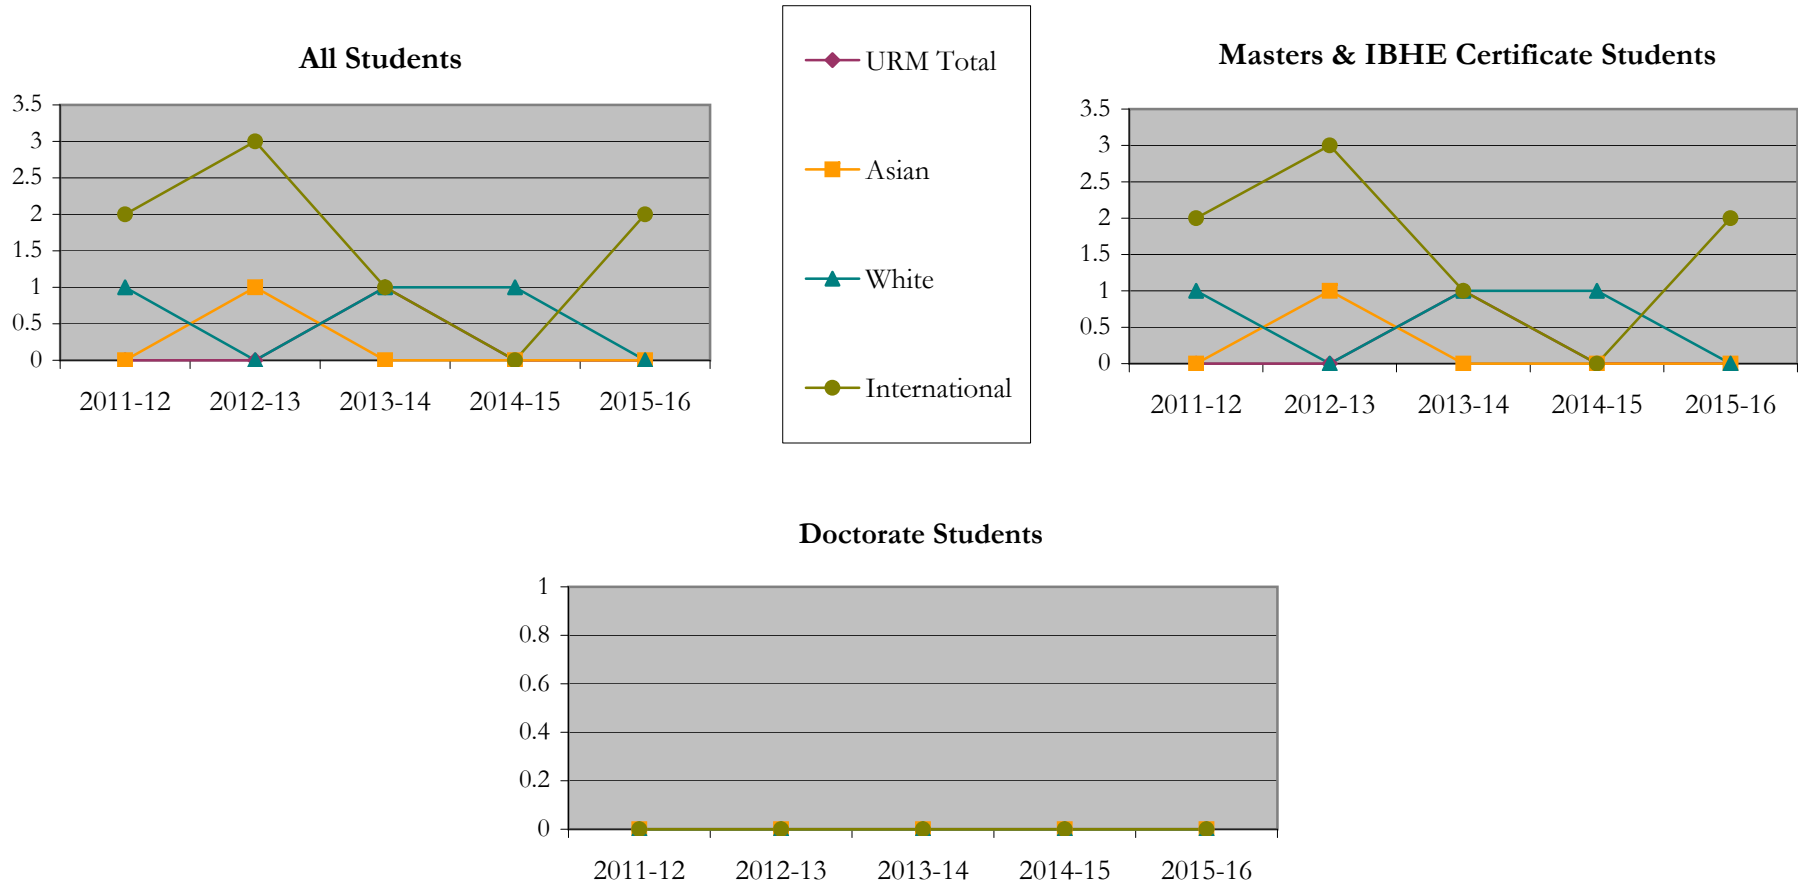 All Students
3.5
3
2.5
2
1.5
1
0.5
0
2011-12 2012-13 2013-14 2014-15 2015-16
URM Total
Asian
White
International
Masters & IBHE Certificate Students
3.5
3
2.5
2
1.5
1
0.5
0
2011-12 2012-13 2013-14 2014-15 2015-16
Doctorate Students
1
0.8
0.6
0.4
0.2
0
2011-12 2012-13 2013-14 2014-15 2015-16